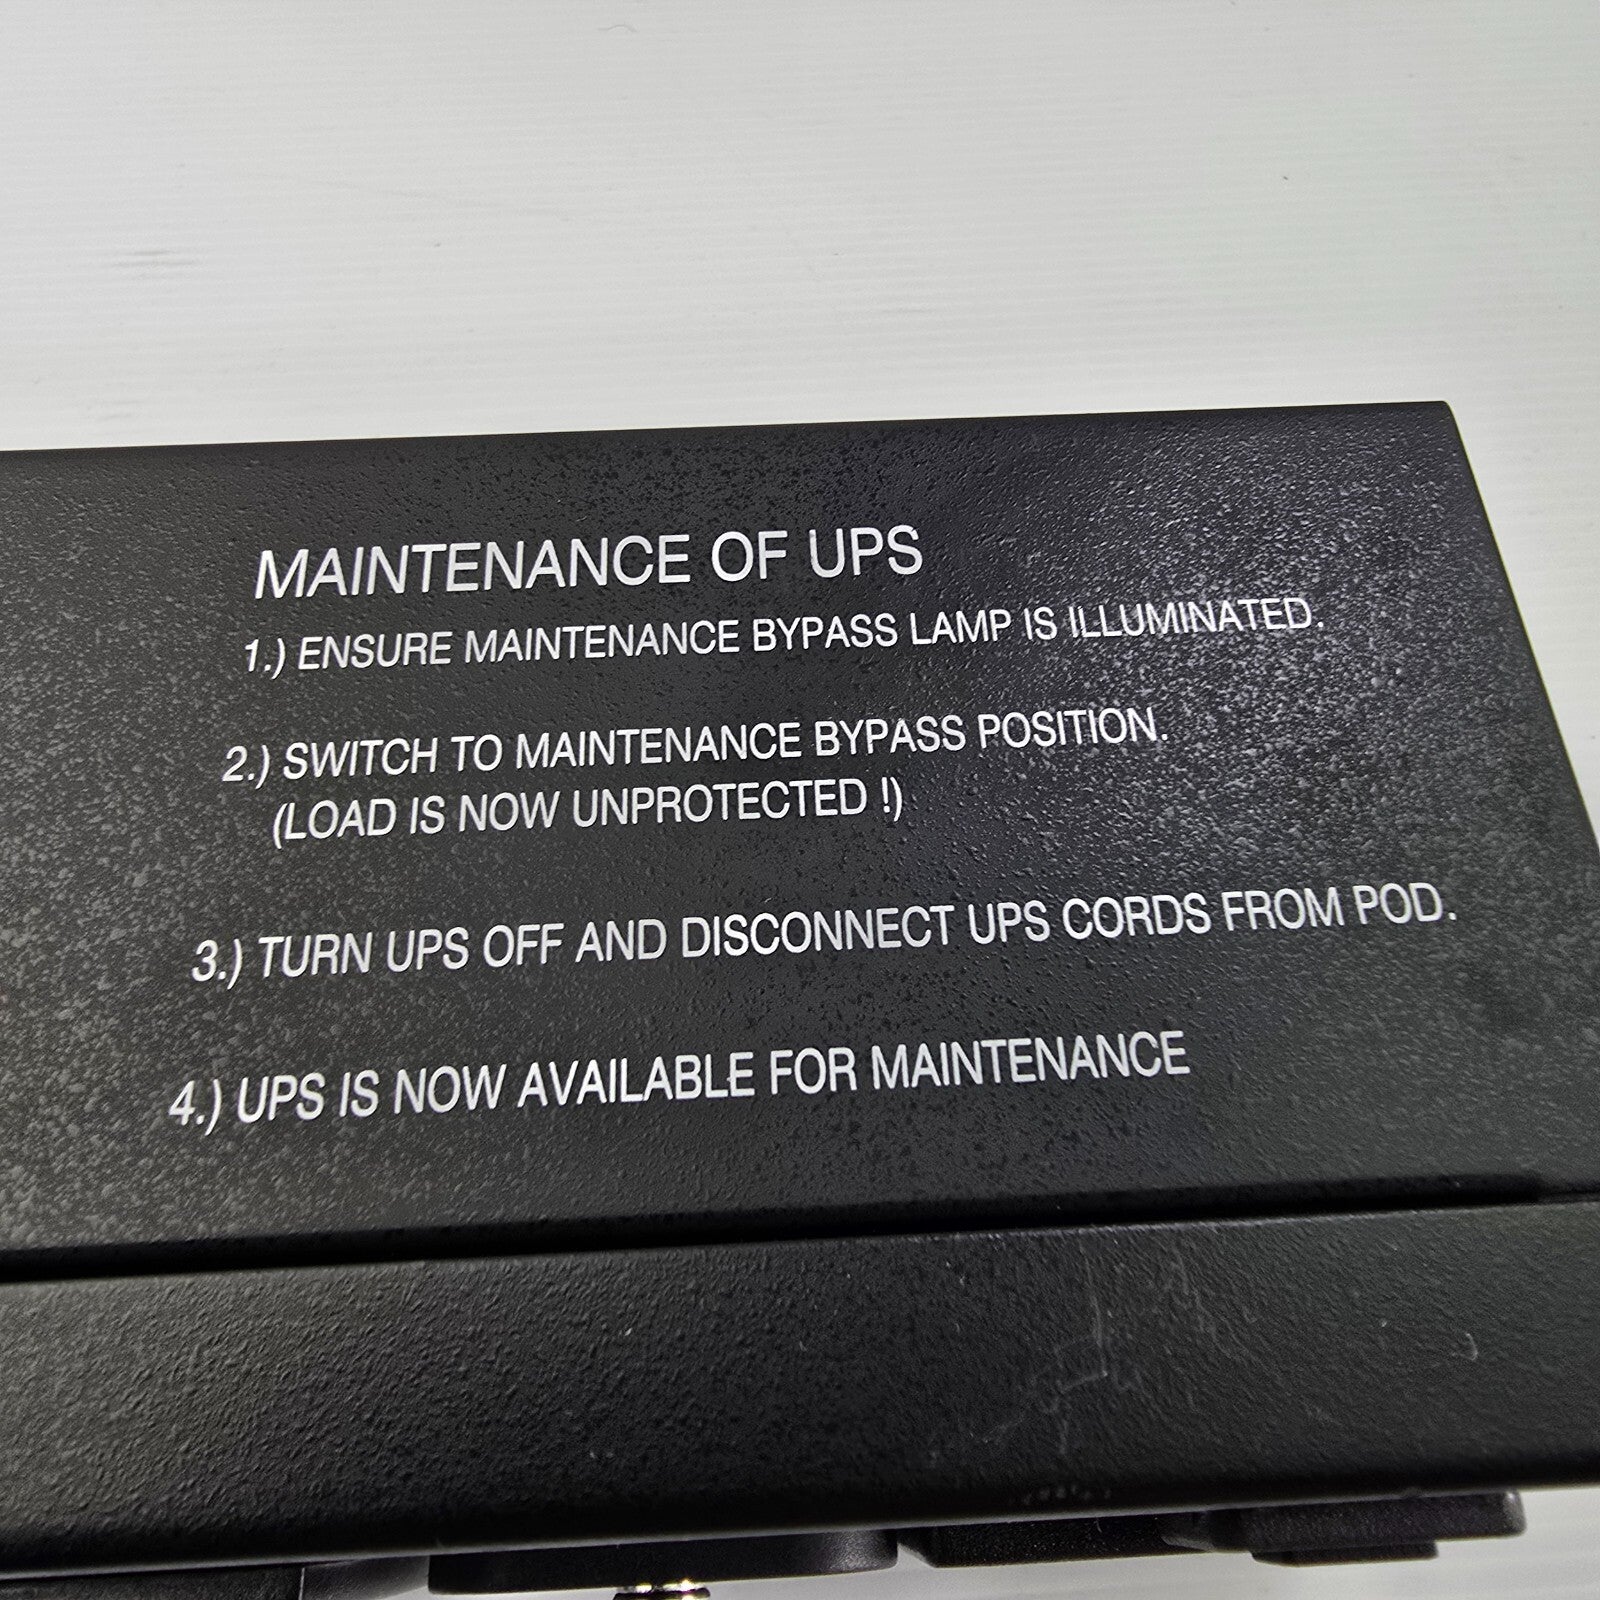 MAINTENANCE OF UPS
1.) ENSURE MAINTENANCE BYPASS LAMP IS ILLUMINATED.
2.) SWITCH TO MAINTENANCE BYPASS POSITION.
(LOAD IS NOW UNPROTECTED !)
3.) TURN UPS OFF AND DISCONNECT UPS CORDS FROM POD.
4.) UPS IS NOW AVAILABLE FOR MAINTENANCE